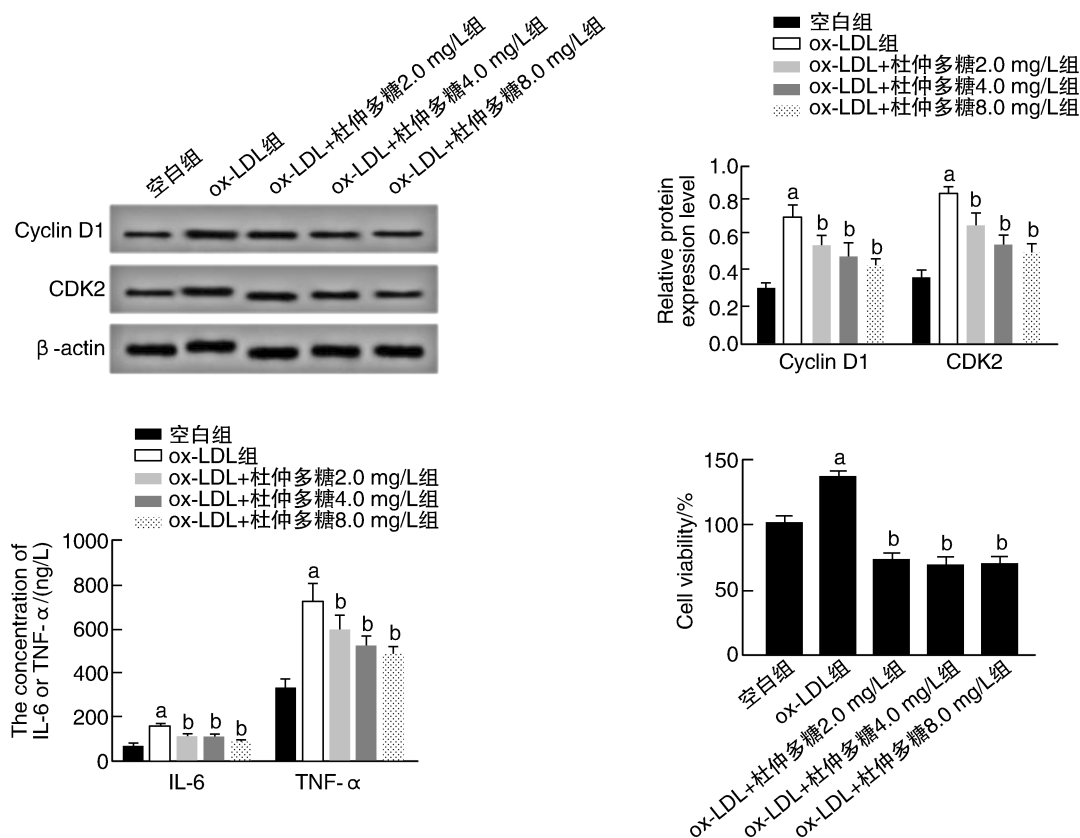 空白组
ox-LDL组
ox-LDL+杜仲多糖2.0 mg/L组
ox-LDL+杜仲多糖4.0 mg/L组
ox-LDL+杜仲多糖8.0 mg/L组
Cyclin D1
CDK2
β-actin
空白组
ox-LDL组
ox-LDL+杜仲多糖2.0 mg/L组
ox-LDL+杜仲多糖4.0 mg/L组
ox-LDL+杜仲多糖8.0 mg/L组
Relative protein
expression level
1.0
0.8
0.6
0.4
0.2
0.0
a
b
b
b
a
b
b
b
Cyclin D1
CDK2
空白组
ox-LDL组
ox-LDL+杜仲多糖2.0 mg/L组
ox-LDL+杜仲多糖4.0 mg/L组
ox-LDL+杜仲多糖8.0 mg/L组
The concentration of
IL-6 or TNF-α/(ng/L)
1000
800
600
400
200
0
a
b
b
b
a
b
b
b
IL-6
TNF-α
Cell viability/%
150
100
50
0
a
b
b
b
空白组
ox-LDL组
ox-LDL+杜仲多糖2.0 mg/L组
ox-LDL+杜仲多糖4.0 mg/L组
ox-LDL+杜仲多糖8.0 mg/L组